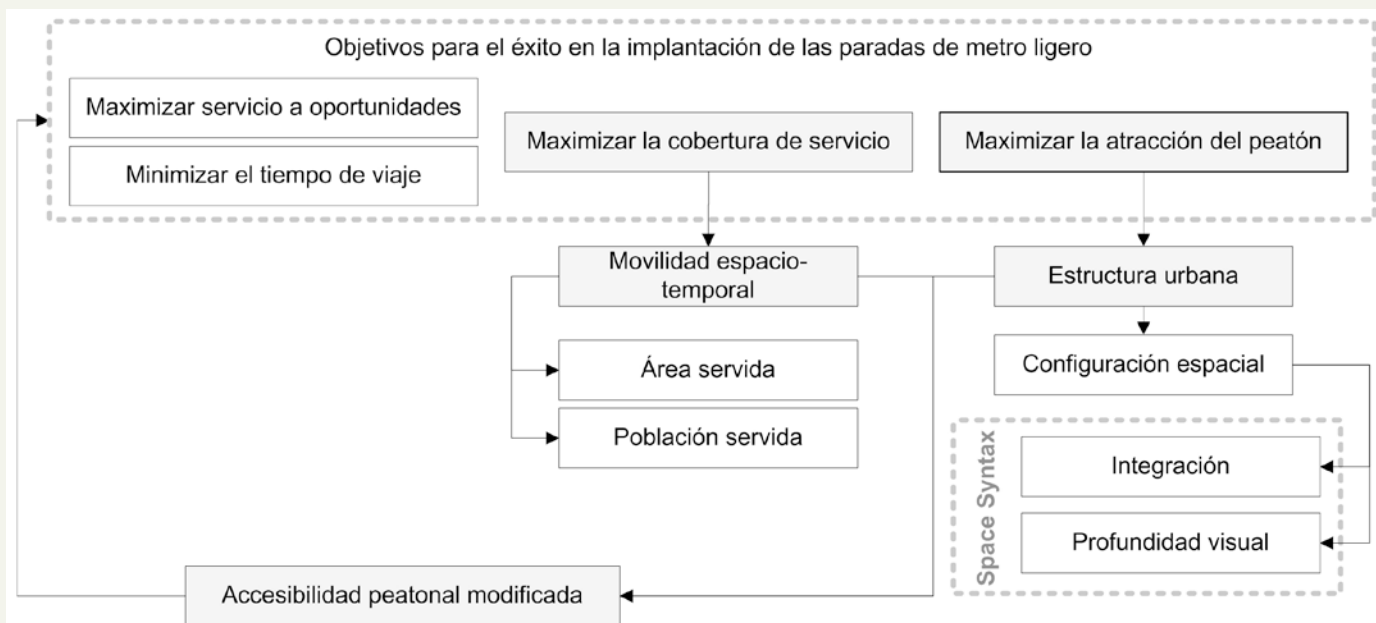 Objetivos para el éxito en la implantación de las paradas de metro ligero
Maximizar servicio a oportunidades
Minimizar el tiempo de viaje
Maximizar la cobertura de servicio
Maximizar la atracción del peatón
Movilidad espacio-
temporal
Estructura urbana
Área servida
Configuración espacial
Población servida
Space Syntax
Integración
Profundidad visual
Accesibilidad peatonal modificada